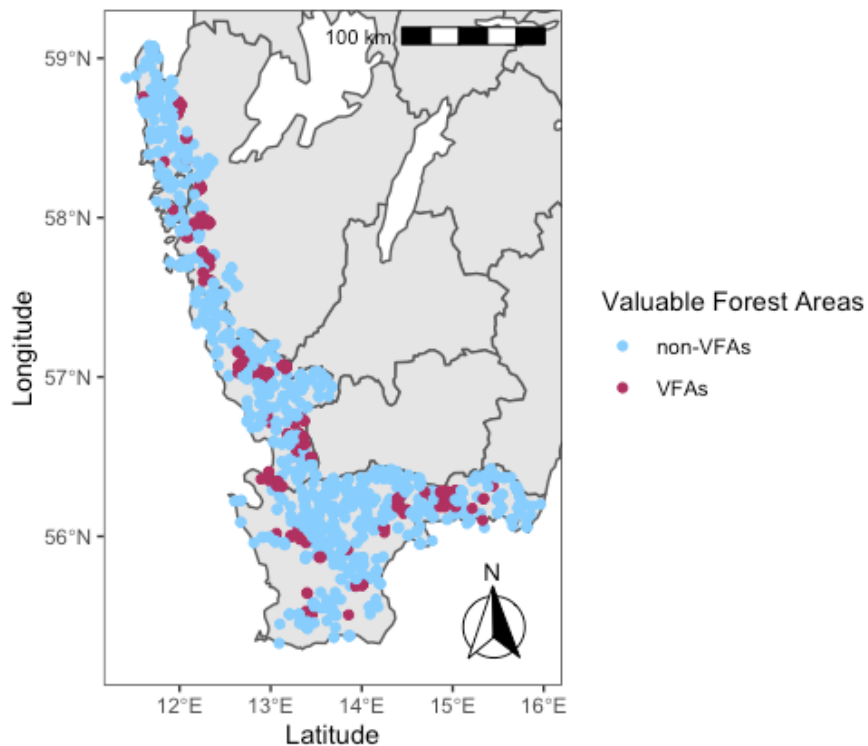 100 km
59°N
58°N
57°N
56°N
Longitude
Valuable Forest Areas
non-VFAs
VFAs
N
12°E 13°E 14°E 15°E 16°E
Latitude